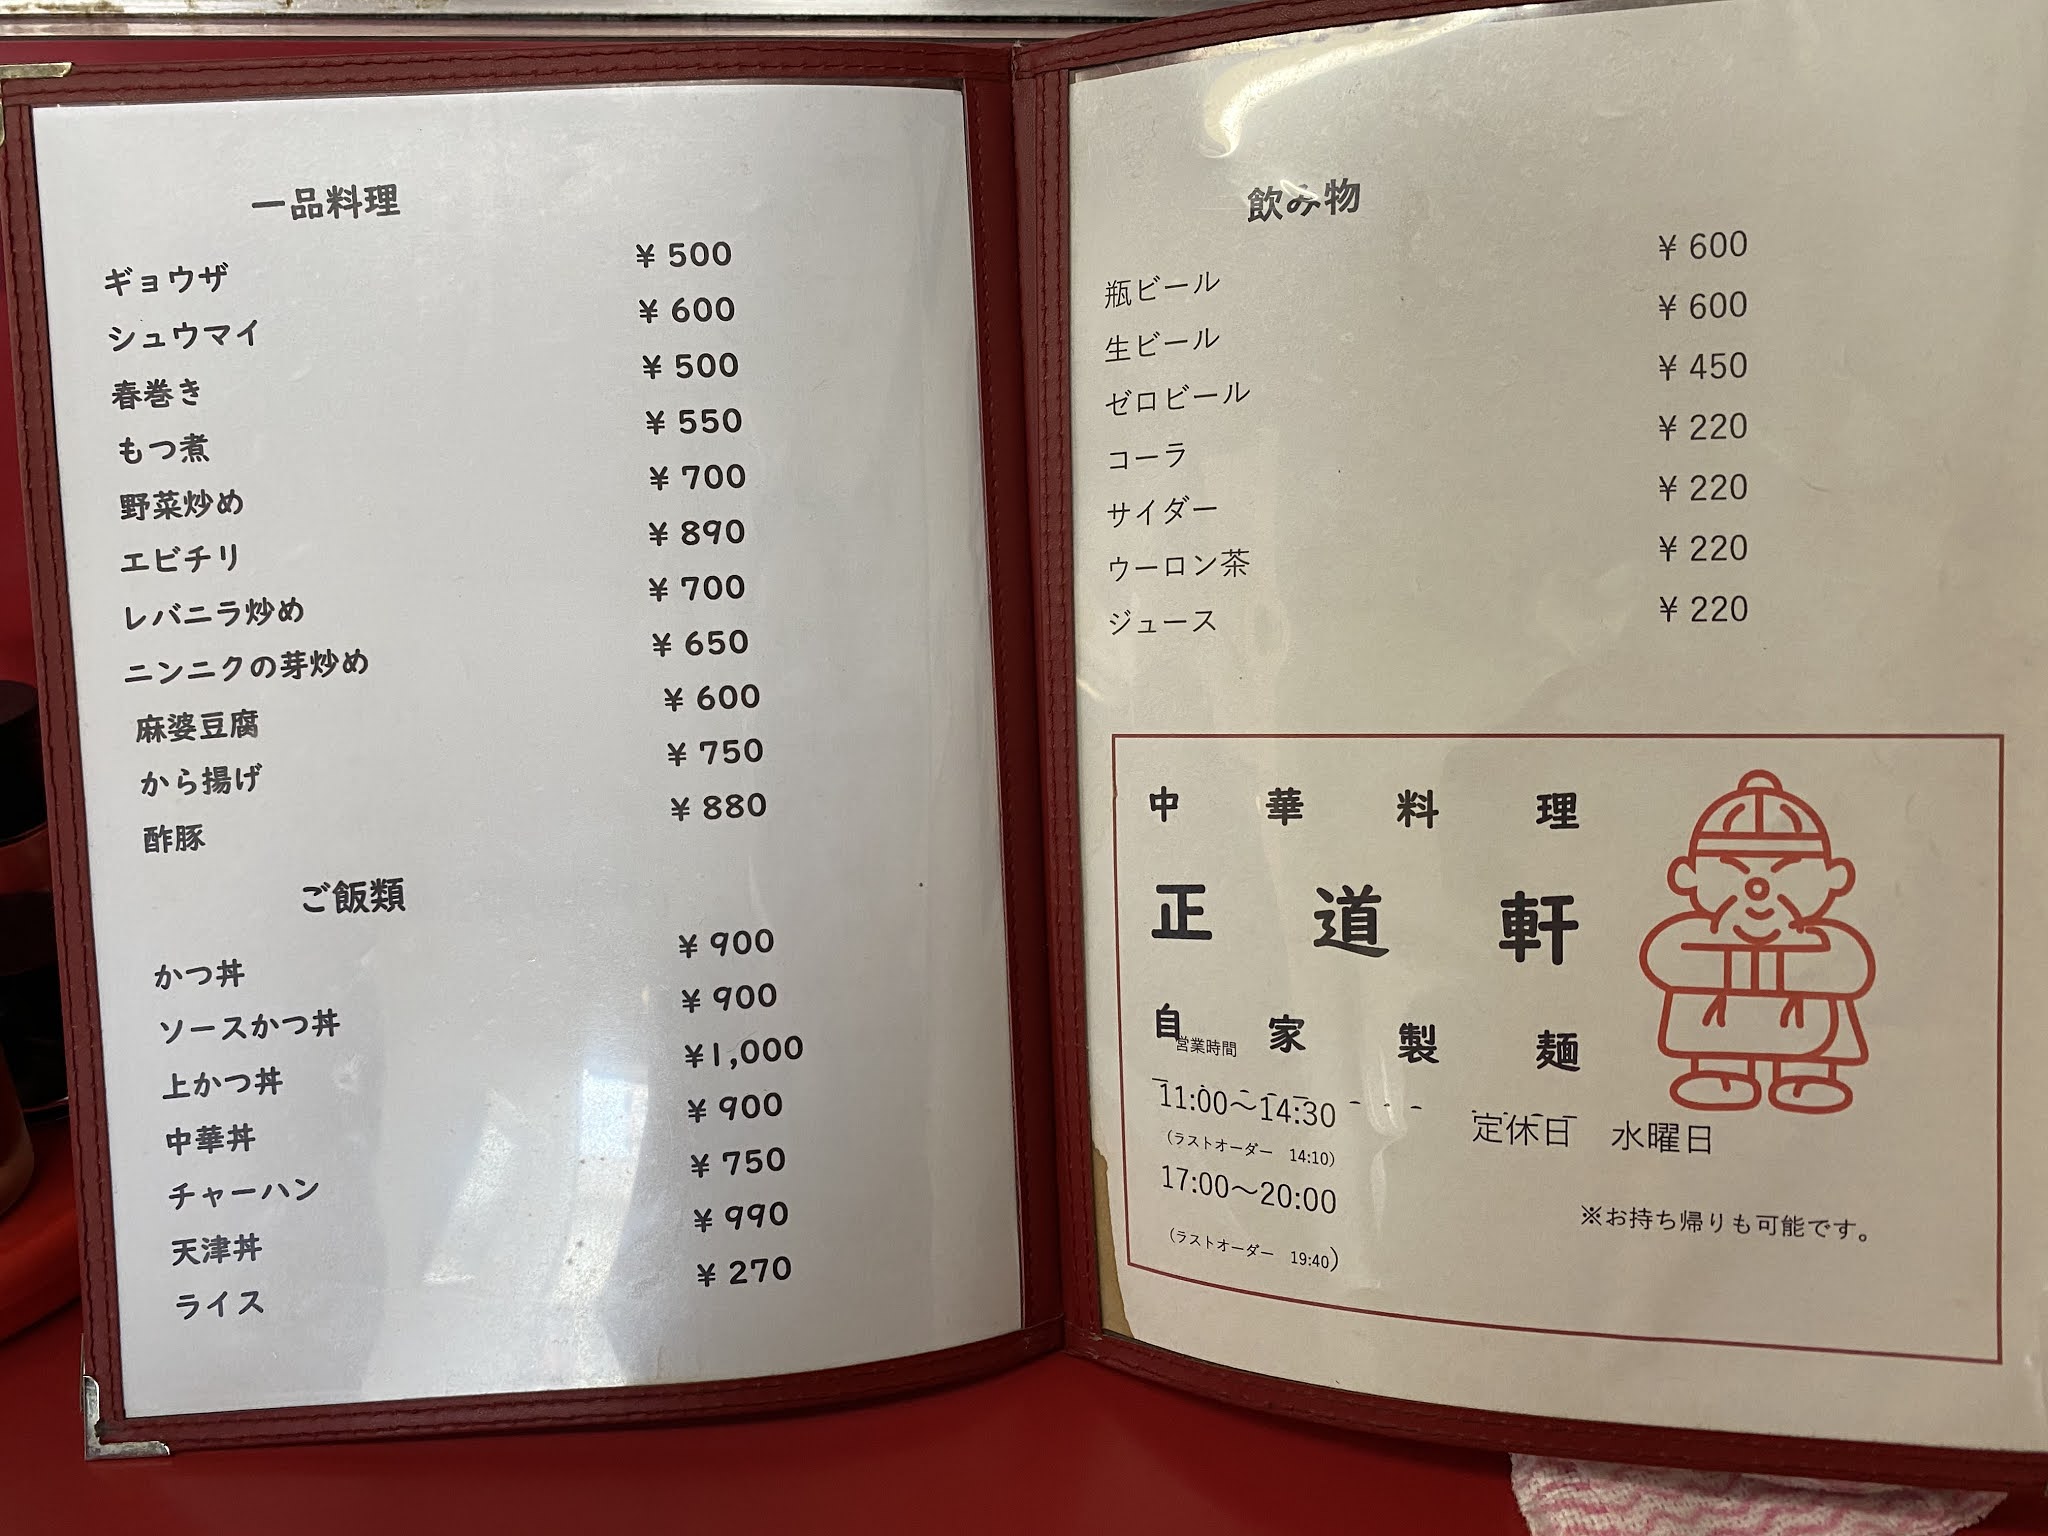 一品料理
ギョウザ ¥500
シュウマイ ¥600
春巻き ¥500
もつ煮 ¥550
野菜炒め ¥700
エビチリ ¥890
レバニラ炒め ¥700
ニンニクの芽炒め ¥650
麻婆豆腐 ¥600
から揚げ ¥750
酢豚 ¥880
ご飯類
かつ丼 ¥900
ソースかつ丼 ¥900
上かつ丼 ¥1,000
中華丼 ¥900
チャーハン ¥750
天津丼 ¥990
ライス ¥270
飲み物
瓶ビール ¥600
生ビール ¥600
ゼロビール ¥450
コーラ ¥220
サイダー ¥220
ウーロン茶 ¥220
ジュース ¥220
中華料理
正道軒
自家製麺
営業時間
11:00～14:30 定休日 水曜日
(ラストオーダー 14:10)
17:00～20:00
※お持ち帰りも可能です。
(ラストオーダー 19:40)